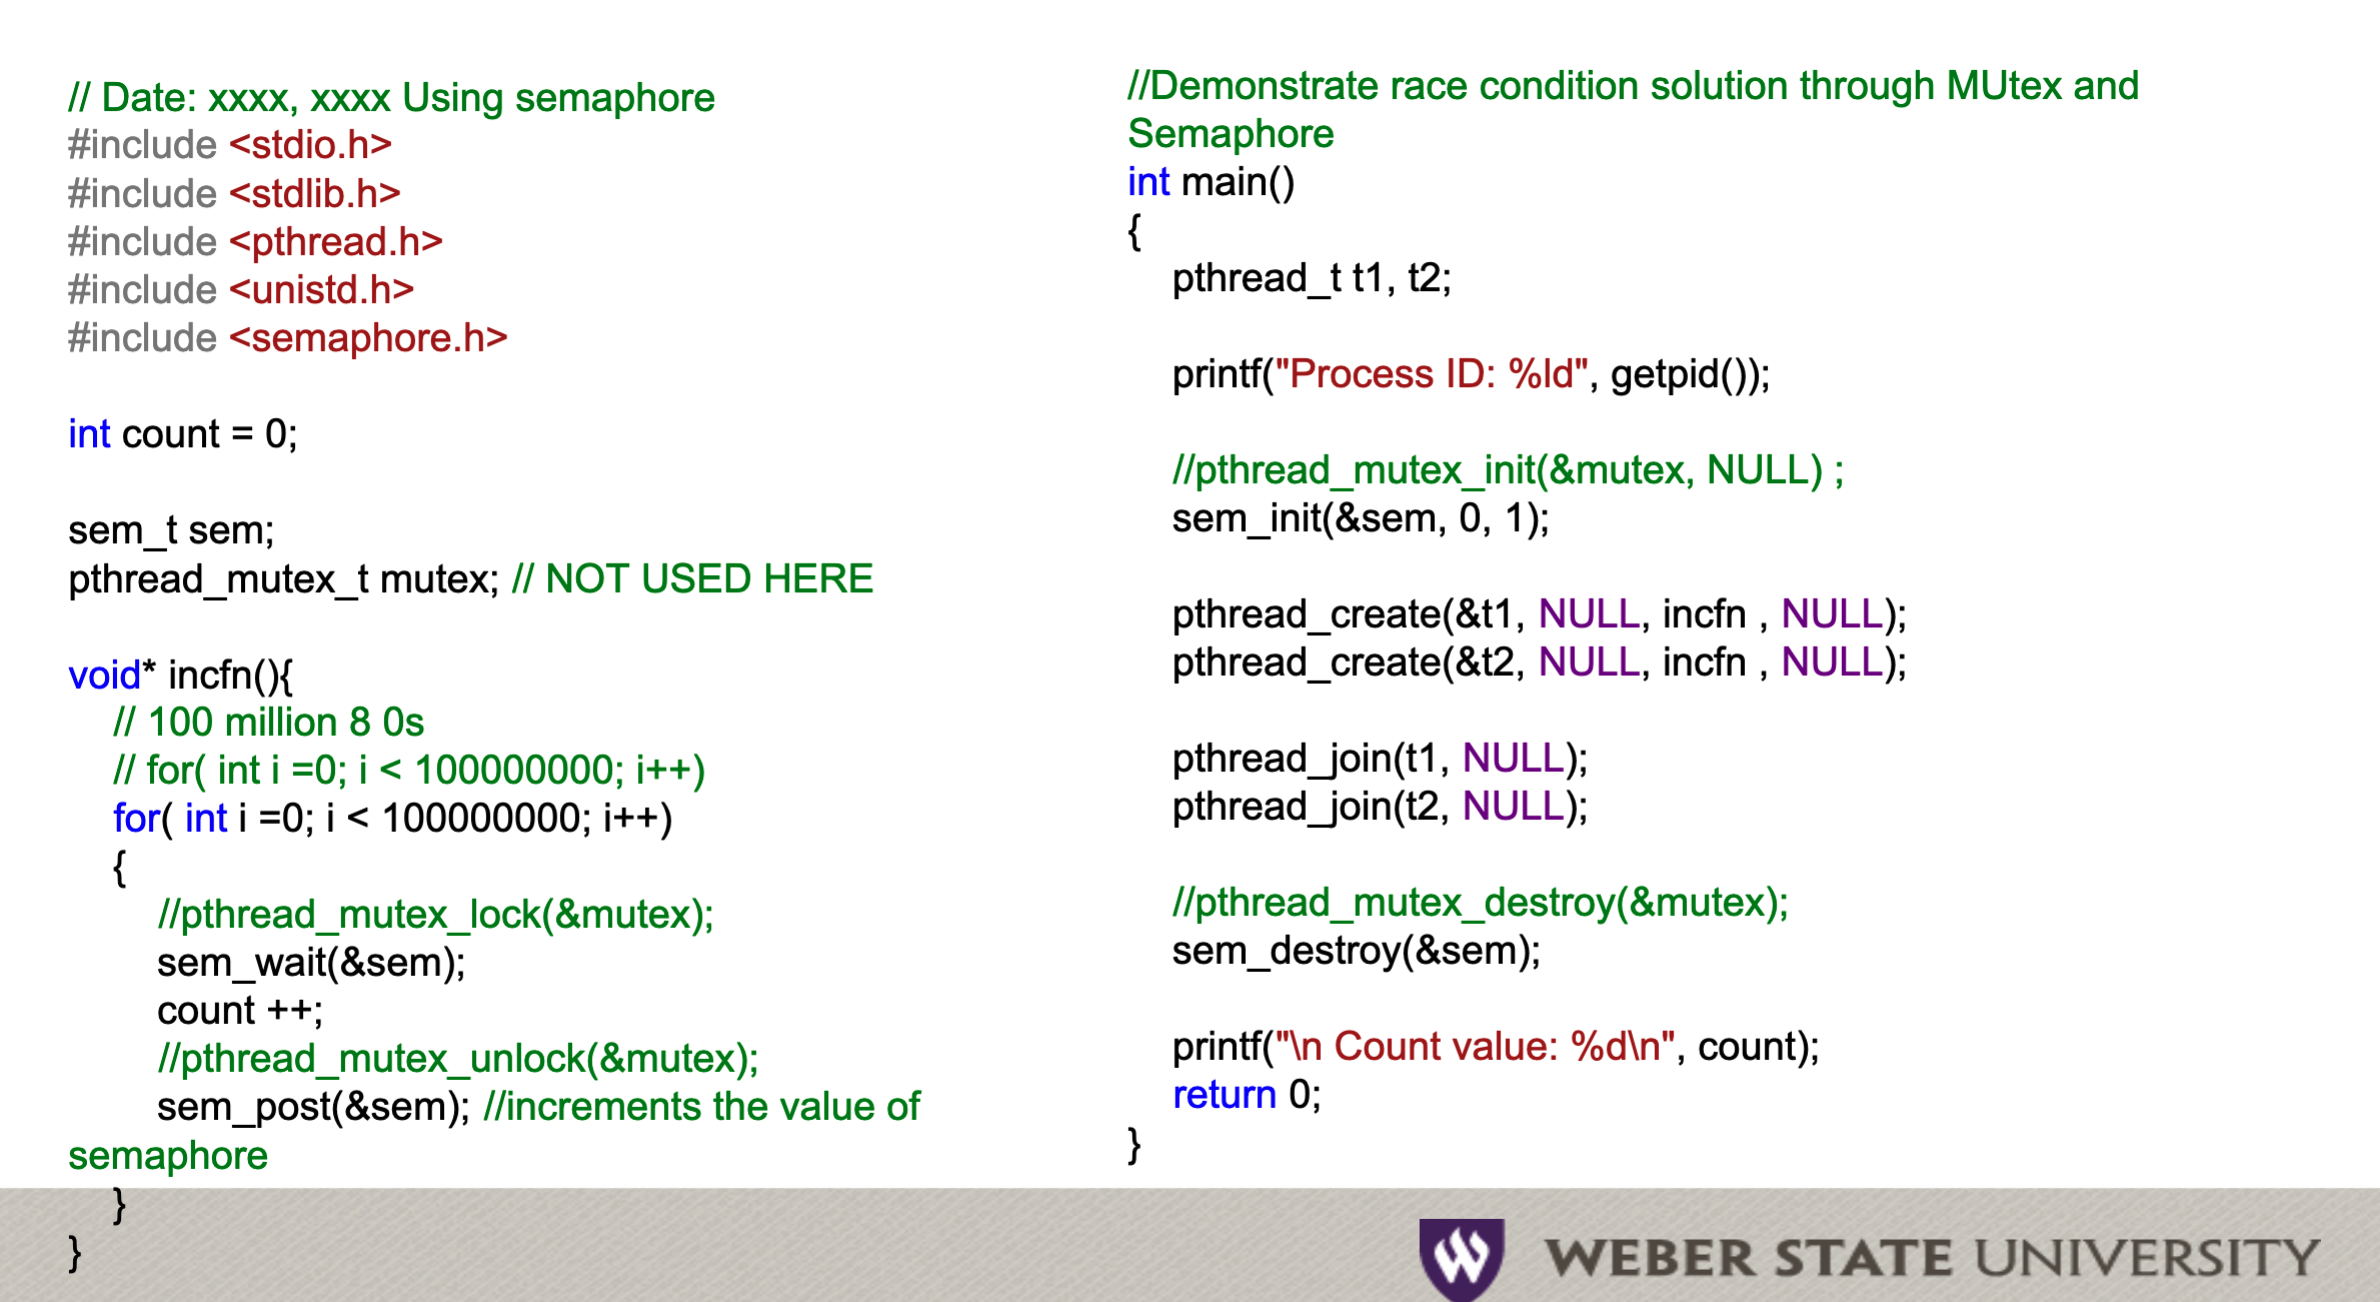 // Date: xxxx, xxxx Using semaphore
#include <stdio.h>
#include <stdlib.h>
#include <pthread.h>
#include <unistd.h>
#include <semaphore.h>
int count = 0;
sem_t sem;
pthread_mutex_t mutex; // NOT USED HERE
void* incfn(){
// 100 million 8 0s
// for( int i =0; i < 100000000; i++)
for( int i =0; i < 100000000; i++)
{
//pthread_mutex_lock(&mutex);
sem_wait(&sem);
count ++;
//pthread_mutex_unlock(&mutex);
sem_post(&sem); //increments the value of
semaphore
}
}
//Demonstrate race condition solution through MUtex and
Semaphore
int main()
{
pthread_t t1, t2;
printf("Process ID: %ld", getpid());
//pthread_mutex_init(&mutex, NULL) ;
sem_init(&sem, 0, 1);
pthread_create(&t1, NULL, incfn , NULL);
pthread_create(&t2, NULL, incfn , NULL);
pthread_join(t1, NULL);
pthread_join(t2, NULL);
//pthread_mutex_destroy(&mutex);
sem_destroy(&sem);
printf("\n Count value: %d\n", count);
return 0;
}
W WEBER STATE UNIVERSITY